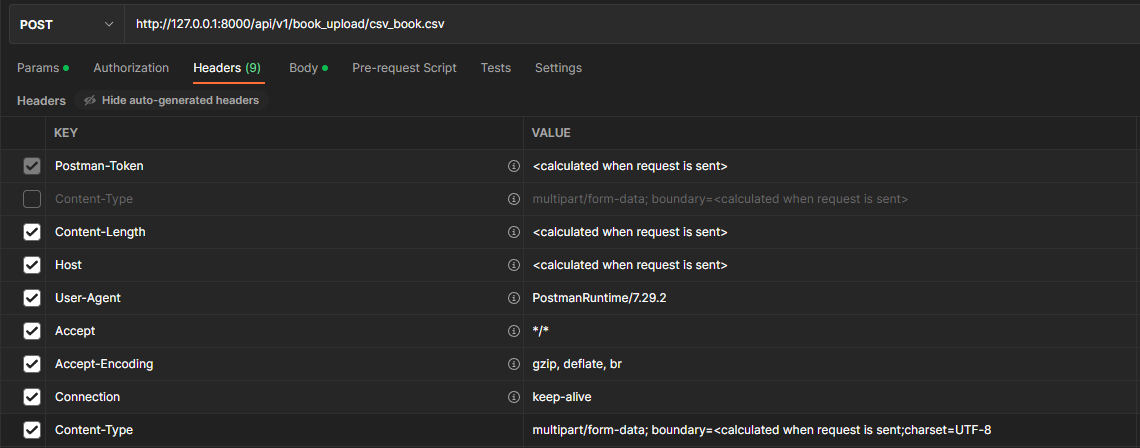 POST http://127.0.0.1:8000/api/v1/book_upload/csv_book.csv
Params Authorization Headers (9) Body Pre-request Script Tests Settings
Headers Hide auto-generated headers
KEY VALUE
Postman-Token <calculated when request is sent>
Content-Type multipart/form-data; boundary=<calculated when request is sent>
Content-Length <calculated when request is sent>
Host <calculated when request is sent>
User-Agent PostmanRuntime/7.29.2
Accept */*
Accept-Encoding gzip, deflate, br
Connection keep-alive
Content-Type multipart/form-data; boundary=<calculated when request is sent;charset=UTF-8